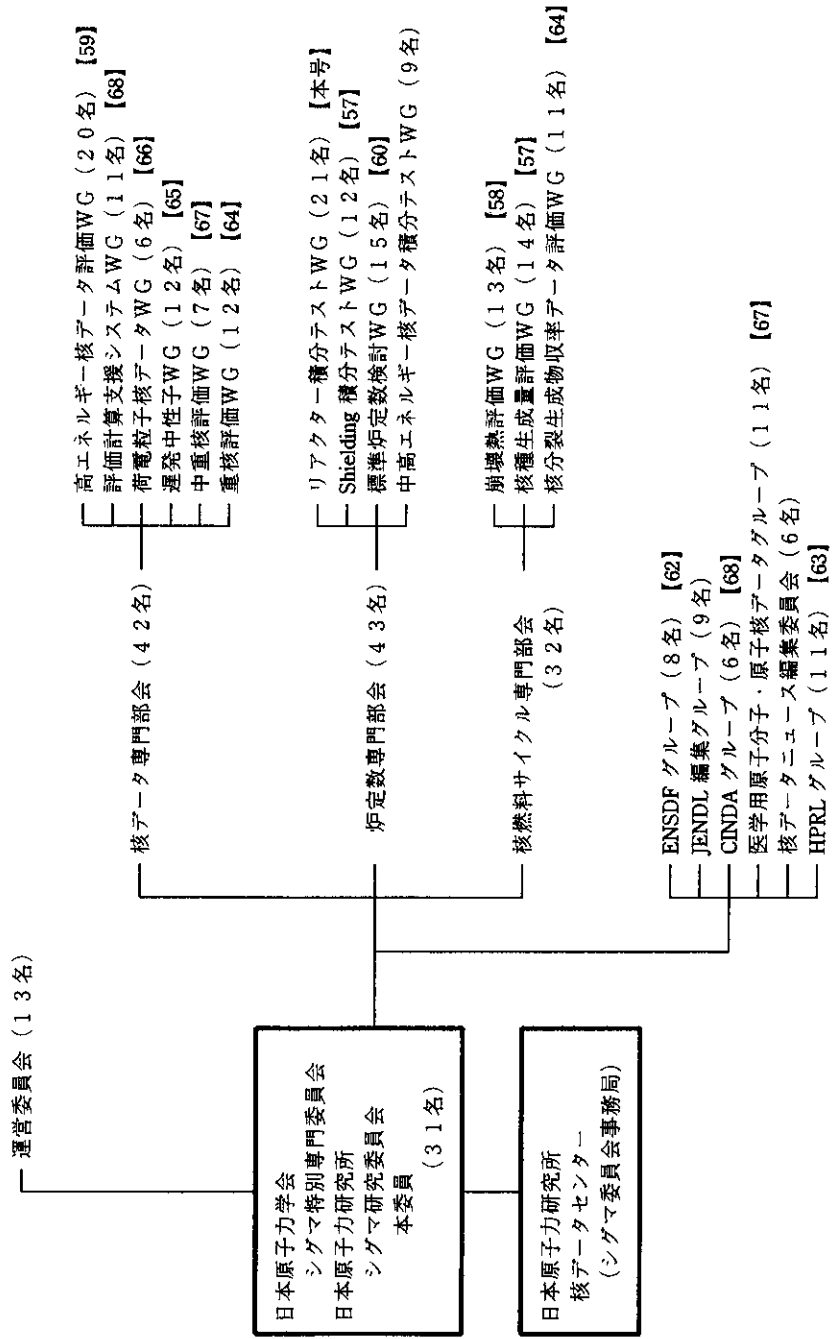 運営委員会（１３名）
日本原子力学会
シグマ特別専門委員会
日本原子力研究所
シグマ研究委員会
本委員
（３１名）
日本原子力研究所
核データセンター
（シグマ委員会事務局）
核データ専門部会（４２名）
高エネルギー核データ評価ＷＧ（２０名）【59】
評価計算支援システムＷＧ（１１名）【68】
荷電粒子核データＷＧ（６名）【66】
遅発中性子ＷＧ（１２名）【65】
中重核評価ＷＧ（７名）【67】
重核評価ＷＧ（１２名）【64】
炉定数専門部会（４３名）
リアクター積分テストＷＧ（２１名）【本号】
Shielding 積分テストＷＧ（１２名）【57】
標準炉定数検討ＷＧ（１５名）【60】
中高エネルギー核データ積分テストＷＧ（９名）
核燃料サイクル専門部会
（３２名）
崩壊熱評価ＷＧ（１３名）【58】
核種生成量評価ＷＧ（１４名）【57】
核分裂生成物収率データ評価ＷＧ（１１名）【64】
ENSDF グループ（８名）【62】
JENDL 編集グループ（９名）
CINDA グループ（６名）【68】
医学用原子分子・原子核データグループ（１１名）【67】
核データニュース編集委員会（６名）
HPRL グループ（１１名）【63】